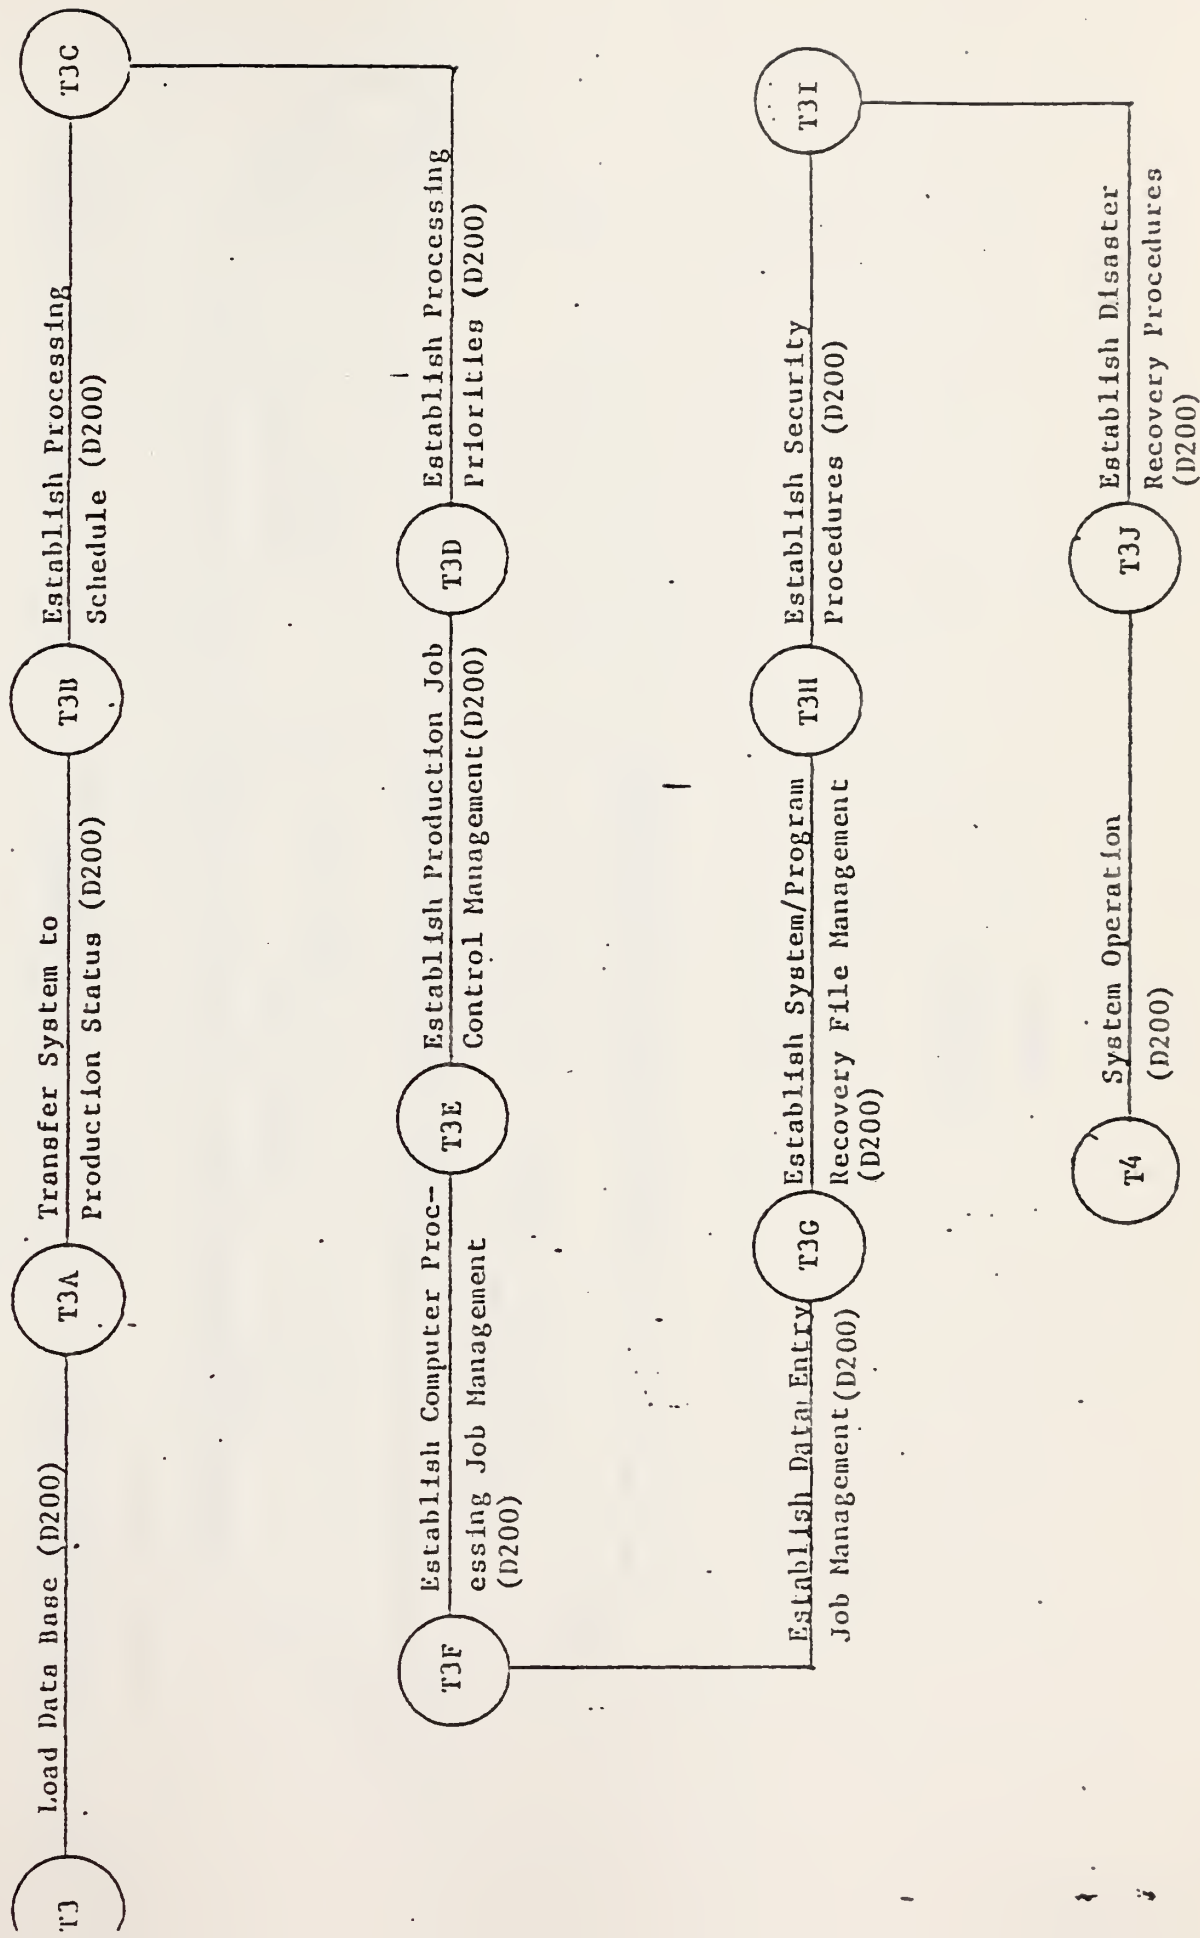 T3
Load Data Base (D200)
T3A
Transfer System to
Production Status (D200)
T3B
Establish Processing
Schedule (D200)
T3C
Establish Processing
Priorities (D200)
T3D
Establish Production Job
Control Management(D200)
T3E
Establish Computer Proc-
essing Job Management
(D200)
T3F
Establish Data Entry
Job Management(D200)
T3G
Establish System/Program
Recovery File Management
(D200)
T3H
Establish Security
Procedures (D200)
T3I
Establish Disaster
Recovery Procedures
(D200)
T3J
System Operation
(D200)
T4